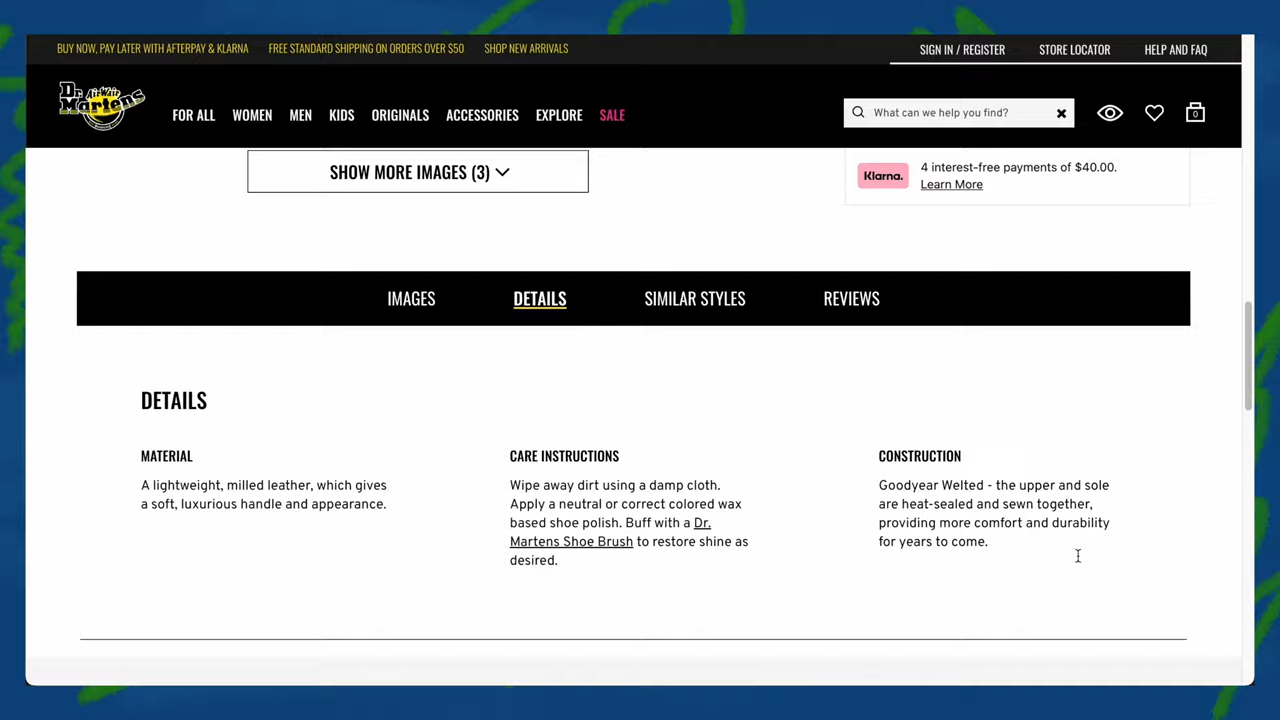 BUY NOW, PAY LATER WITH AFTERPAY & KLARNA FREE STANDARD SHIPPING ON ORDERS OVER $50 SHOP NEW ARRIVALS SIGN IN / REGISTER STORE LOCATOR HELP AND FAQ
Dr.
Martens
FOR ALL WOMEN MEN KIDS ORIGINALS ACCESSORIES EXPLORE SALE What can we help you find? 0
SHOW MORE IMAGES (3)
Klarna.
4 interest-free payments of $40.00.
Learn More
IMAGES DETAILS SIMILAR STYLES REVIEWS
DETAILS
MATERIAL
A lightweight, milled leather, which gives
a soft, luxurious handle and appearance.
CARE INSTRUCTIONS
Wipe away dirt using a damp cloth.
Apply a neutral or correct colored wax
based shoe polish. Buff with a Dr.
Martens Shoe Brush to restore shine as
desired.
CONSTRUCTION
Goodyear Welted - the upper and sole
are heat-sealed and sewn together,
providing more comfort and durability
for years to come.